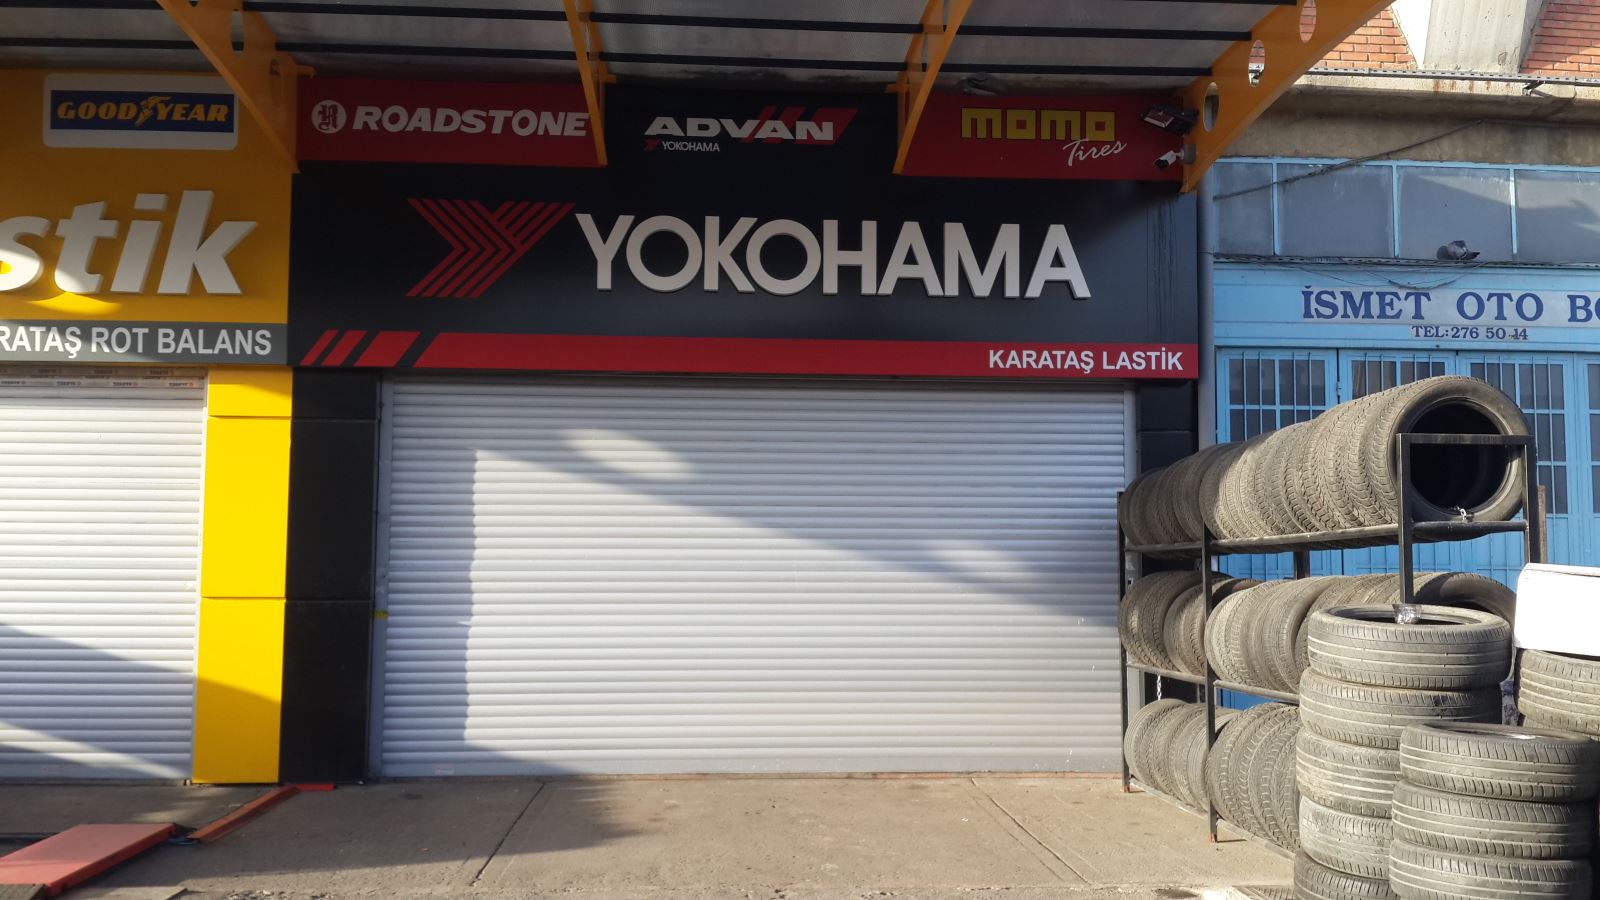 GOODYEAR
stik
RATAŞ ROT BALANS
ROADSTONE
ADVAN
YOKOHAMA
momo
Tires
YOKOHAMA
KARATAŞ LASTİK
İSMET OTO BO
TEL:276 50 14